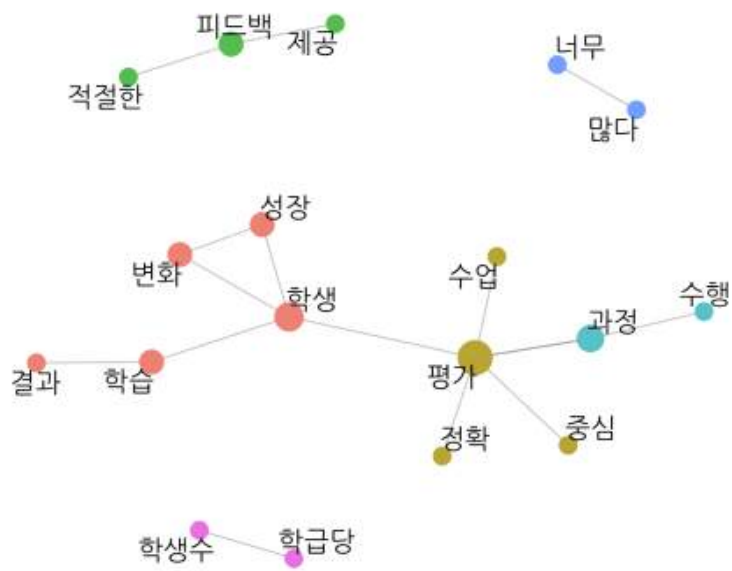 피드백
제공
적절한
너무
많다
성장
변화
학생
수업
수행
과정
결과
학습
평가
정확
중심
학생수
학급당